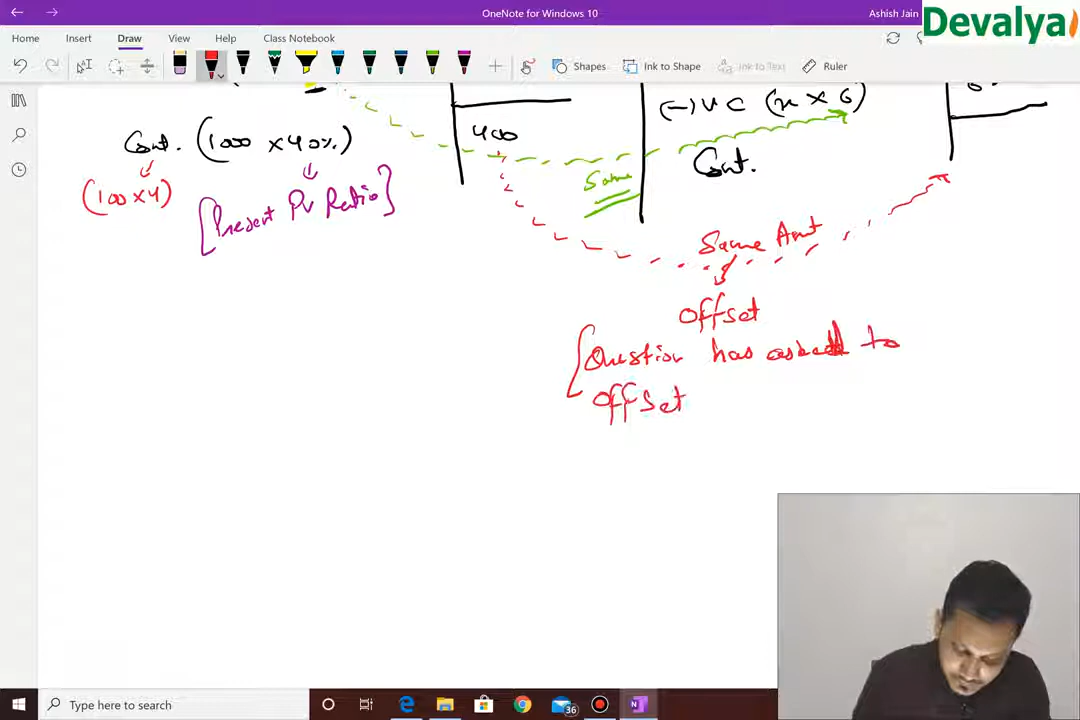 OneNote for Windows 10
Ashish Jain
Devalya
Home Insert Draw View Help Class Notebook
Shapes Ink to Shape Ink to Text Math Ruler
(-) V C (x × 6)
400
Cont. (1000 × 40%)
Cont.
(100 × 4)
Same
[Present PV Ratio]
Same Amt
offset
[Question has asked to
offset
Type here to search
36